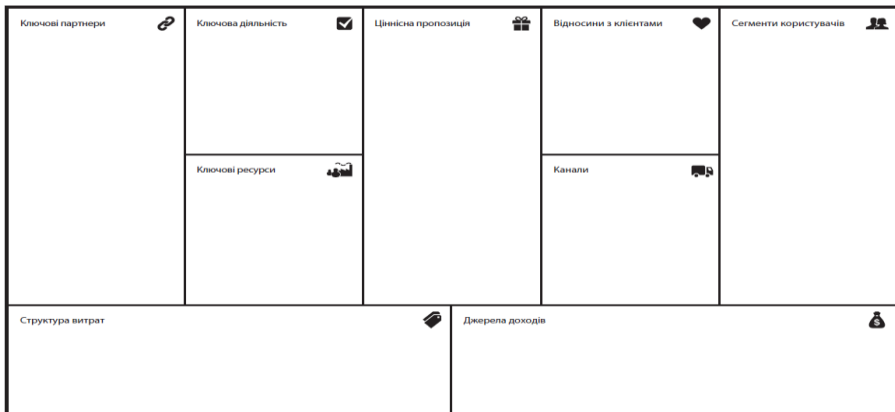 Ключові партнери
Ключова діяльність
Ціннісна пропозиція
Відносини з клієнтами
Сегменти користувачів
Ключові ресурси
Канали
Структура витрат
Джерела доходів